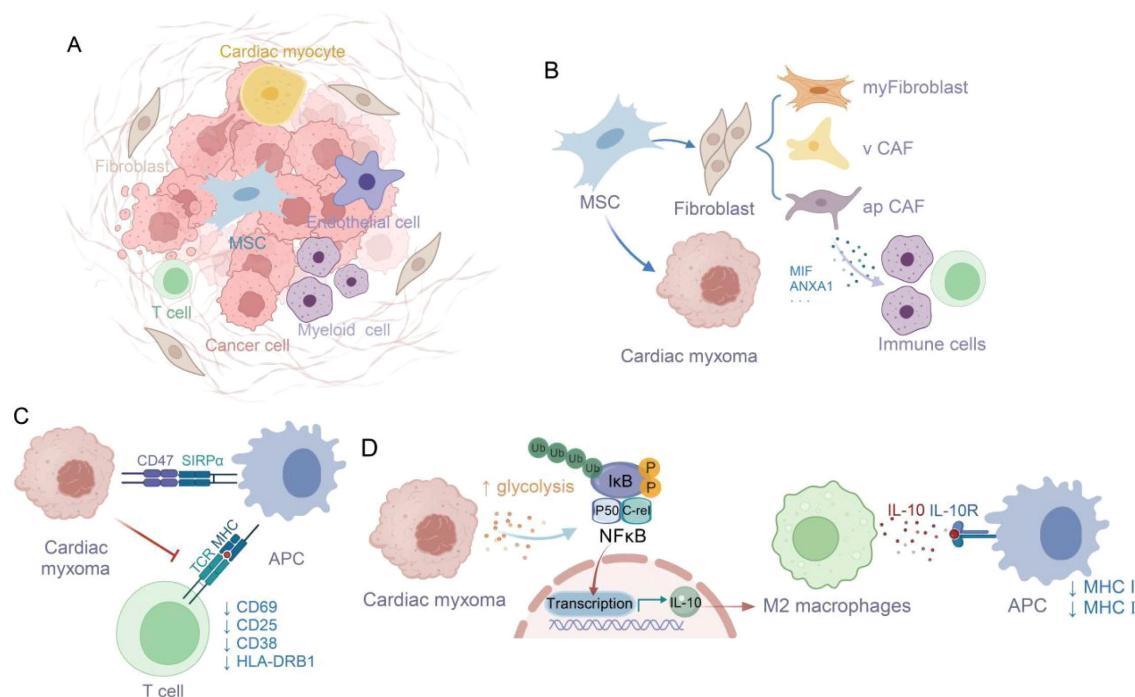 A
Cardiac myocyte
Fibroblast
Endothelial cell
MSC
T cell
Myeloid cell
Cancer cell
B
MSC
Fibroblast
myFibroblast
v CAF
ap CAF
MIF
ANXA1
...
Cardiac myxoma
Immune cells
C
CD47 SIRPα
Cardiac
myxoma
APC
TCR MHC
↓ CD69
↓ CD25
↓ CD38
↓ HLA-DRB1
T cell
D
Ub Ub Ub Ub
IκB
P
P
↑ glycolysis
P50 C-rel
NFκB
Cardiac myxoma
Transcription
IL-10
M2 macrophages
IL-10 IL-10R
APC
↓ MHC I
↓ MHC I